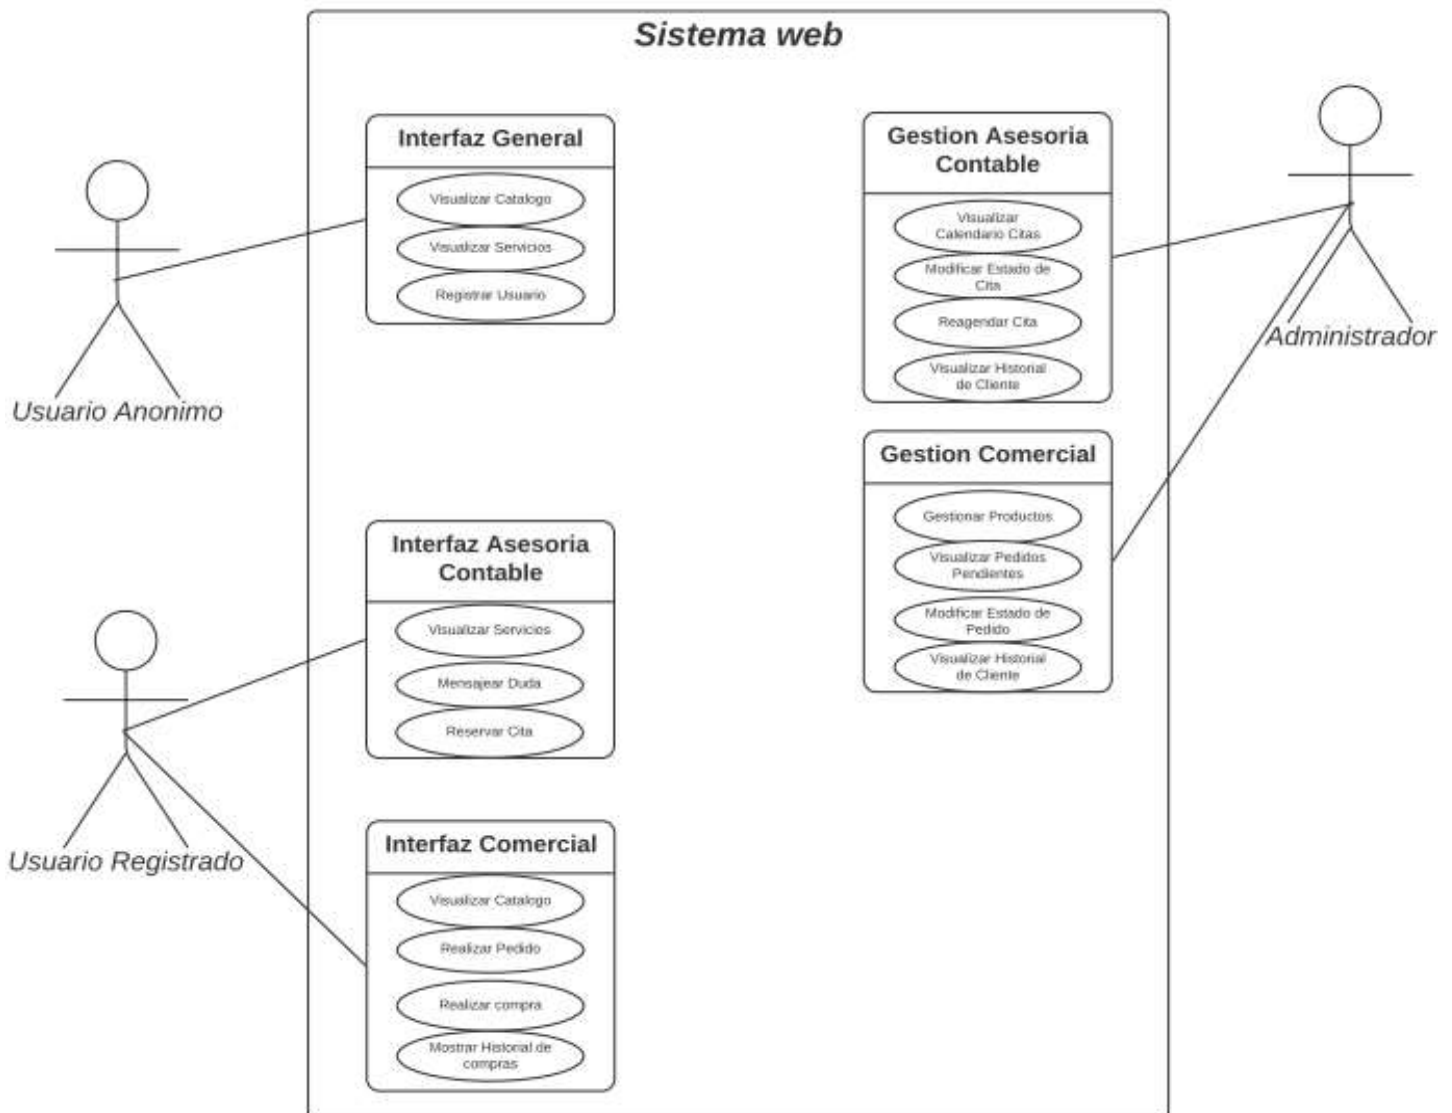 Sistema web
Interfaz General
Visualizar Catalogo
Visualizar Servicios
Registrar Usuario
Usuario Anonimo
Gestion Asesoria
Contable
Visualizar
Calendario Citas
Modificar Estado de
Cita
Reagendar Cita
Visualizar Historial
de Cliente
Administrador
Gestion Comercial
Gestionar Productos
Visualizar Pedidos
Pendientes
Modificar Estado de
Pedido
Visualizar Historial
de Cliente
Interfaz Asesoria
Contable
Visualizar Servicios
Mensajear Duda
Reservar Cita
Usuario Registrado
Interfaz Comercial
Visualizar Catalogo
Realizar Pedido
Realizar compra
Mostrar Historial de
compras